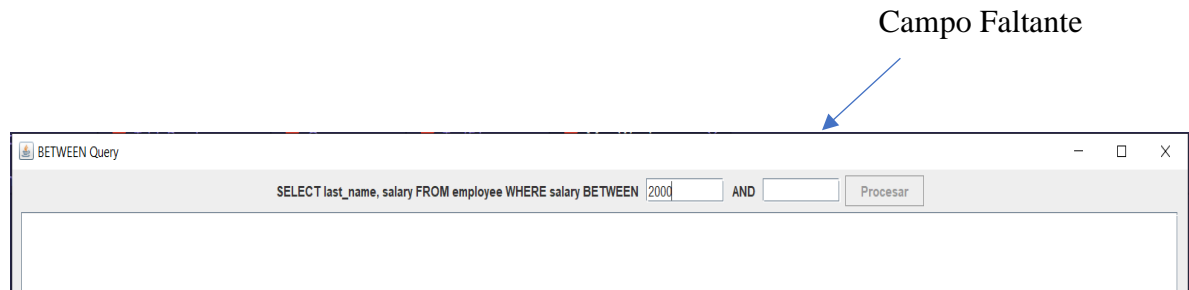 Campo Faltante
BETWEEN Query
SELECT last_name, salary FROM employee WHERE salary BETWEEN 2000 AND Procesar